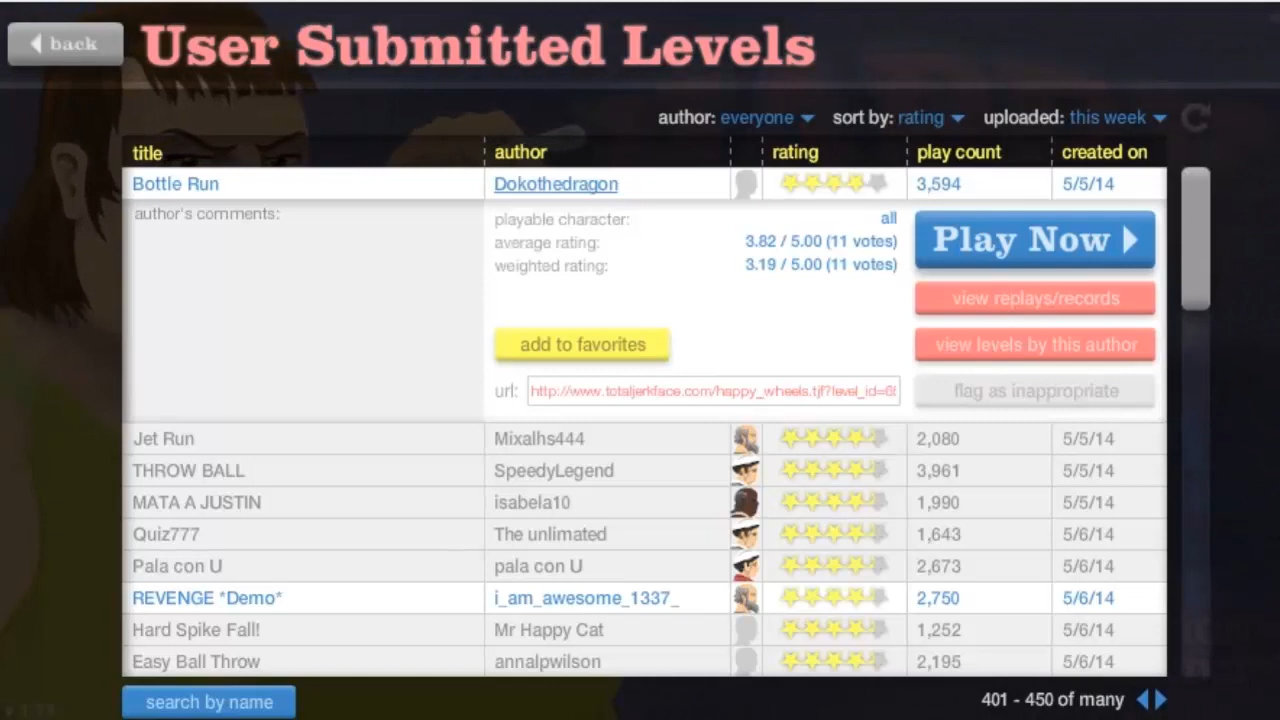 back
User Submitted Levels
author: everyone sort by: rating uploaded: this week
title author rating play count created on
Bottle Run Dokothedragon 3,594 5/5/14
author's comments:
playable character: all
average rating: 3.82 / 5.00 (11 votes)
weighted rating: 3.19 / 5.00 (11 votes)
Play Now
view replays/records
add to favorites
view levels by this author
url: http://www.totaljerkface.com/happy_wheels.tjf?level_id=
flag as inappropriate
Jet Run Mixalhs444 2,080 5/5/14
THROW BALL SpeedyLegend 3,961 5/5/14
MATA A JUSTIN isabela10 1,990 5/5/14
Quiz777 The unlimated 1,643 5/6/14
Pala con U pala con U 2,673 5/6/14
REVENGE *Demo* i_am_awesome_1337_ 2,750 5/6/14
Hard Spike Fall! Mr Happy Cat 1,252 5/6/14
Easy Ball Throw annalpwilson 2,195 5/6/14
search by name
401 - 450 of many